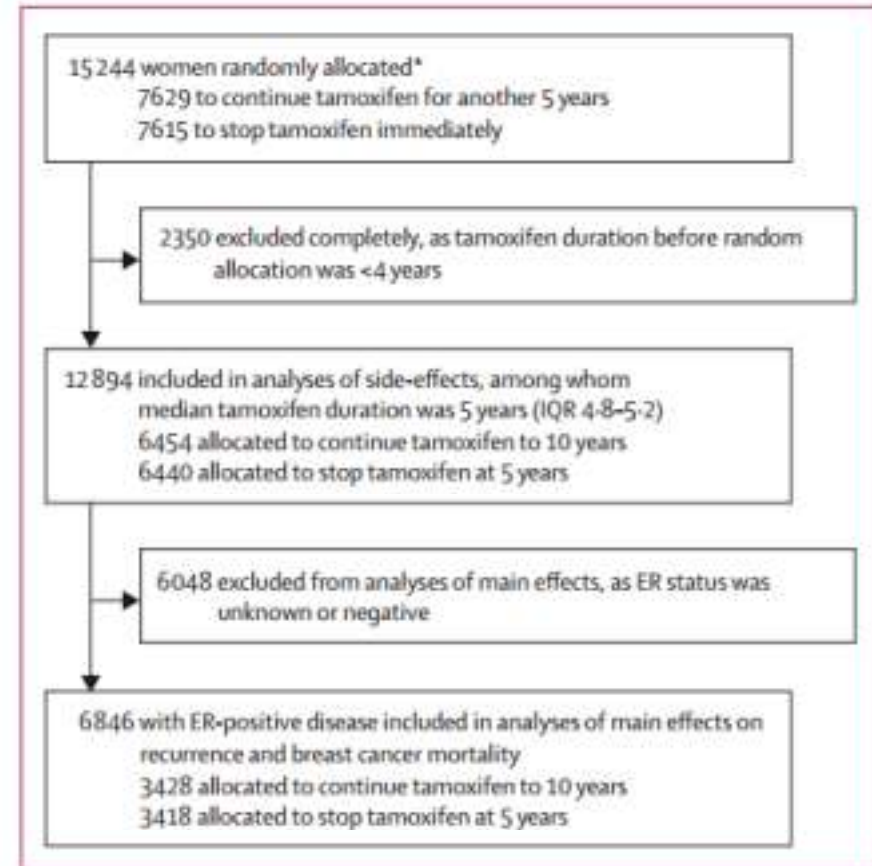 15 244 women randomly allocated*
7629 to continue tamoxifen for another 5 years
7615 to stop tamoxifen immediately
2350 excluded completely, as tamoxifen duration before random
allocation was <4 years
12 894 included in analyses of side-effects, among whom
median tamoxifen duration was 5 years (IQR 4·8–5·2)
6454 allocated to continue tamoxifen to 10 years
6440 allocated to stop tamoxifen at 5 years
6048 excluded from analyses of main effects, as ER status was
unknown or negative
6846 with ER-positive disease included in analyses of main effects on
recurrence and breast cancer mortality
3428 allocated to continue tamoxifen to 10 years
3418 allocated to stop tamoxifen at 5 years